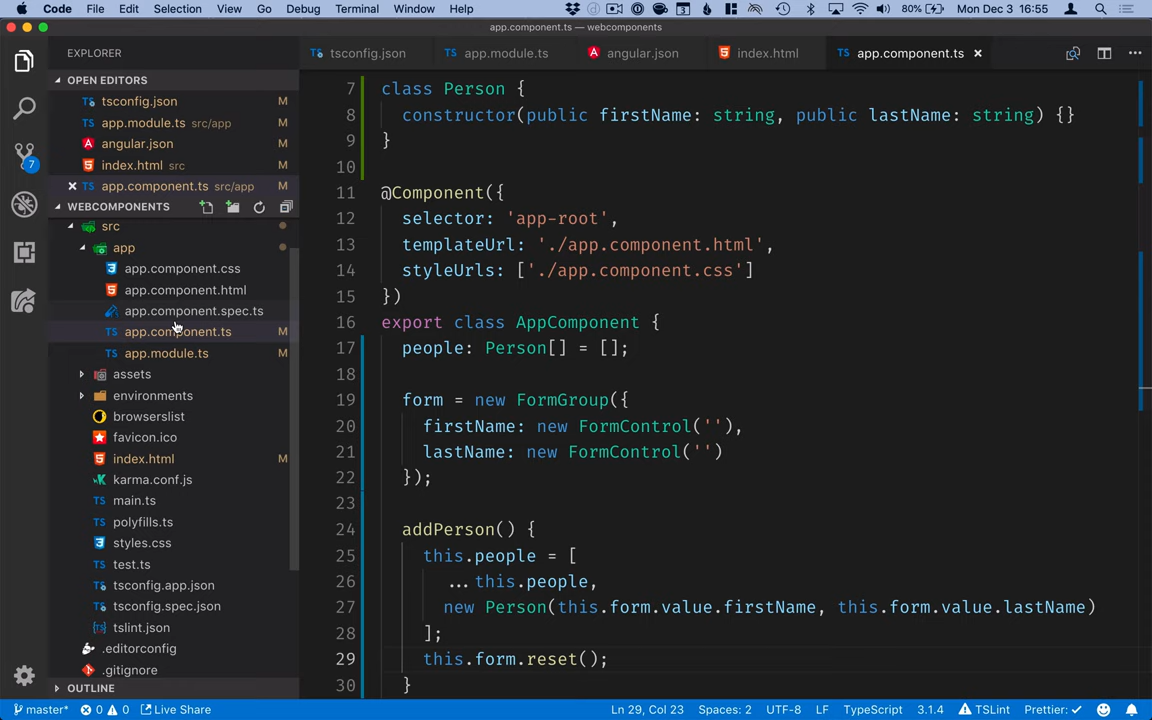 Code File Edit Selection View Go Debug Terminal Window Help 80% Mon Dec 3 16:55
app.component.ts — webcomponents
EXPLORER
OPEN EDITORS
tsconfig.json M
app.module.ts src/app M
angular.json M
index.html src M
app.component.ts src/app M
WEBCOMPONENTS
src
app
app.component.css
app.component.html
app.component.spec.ts
app.component.ts M
app.module.ts M
assets
environments
browserslist
favicon.ico
index.html M
karma.conf.js
main.ts
polyfills.ts
styles.css
test.ts
tsconfig.app.json
tsconfig.spec.json
tslint.json
.editorconfig
.gitignore
OUTLINE
tsconfig.json app.module.ts angular.json index.html app.component.ts
7 class Person {
8 constructor(public firstName: string, public lastName: string) {}
9 }
10
11 @Component({
12 selector: 'app-root',
13 templateUrl: './app.component.html',
14 styleUrls: ['./app.component.css']
15 })
16 export class AppComponent {
17 people: Person[] = [];
18
19 form = new FormGroup({
20 firstName: new FormControl(''),
21 lastName: new FormControl('')
22 });
23
24 addPerson() {
25 this.people = [
26 ...this.people,
27 new Person(this.form.value.firstName, this.form.value.lastName)
28 ];
29 this.form.reset();
30 }
master* 0 0 Live Share Ln 29, Col 23 Spaces: 2 UTF-8 LF TypeScript 3.1.4 TSLint Prettier: ✓
7